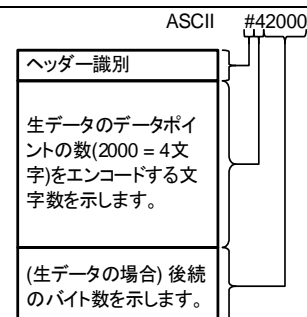 ASCII #42000
ヘッダー識別
生データのデータポイ
ントの数(2000 = 4文
字)をエンコードする文
字数を示します。
(生データの場合) 後続
のバイト数を示します。